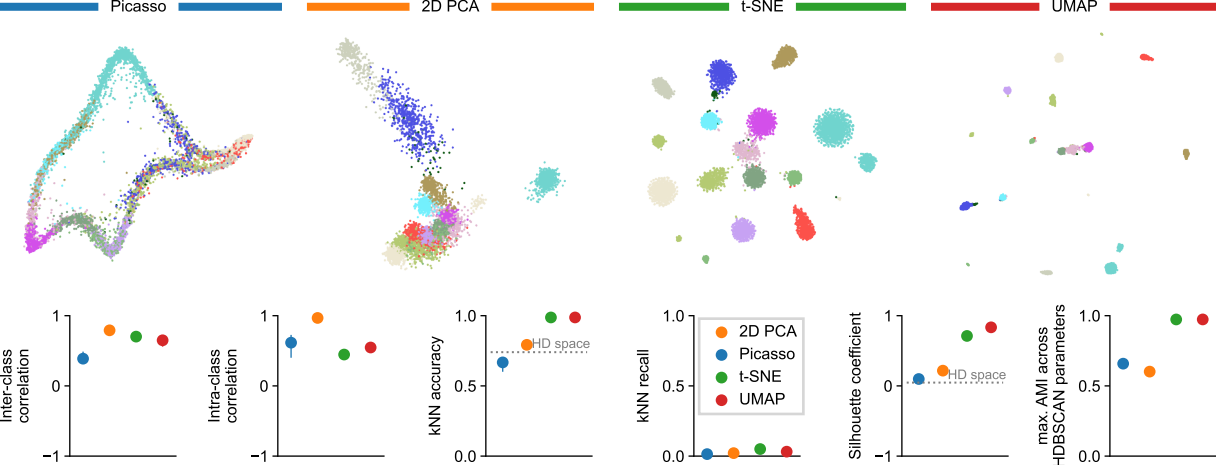 Picasso
2D PCA
t-SNE
UMAP
Inter-class
correlation
1
0
−1
Intra-class
correlation
1
0
−1
kNN accuracy
1.0
0.5
0.0
HD space
kNN recall
1.0
0.5
0.0
2D PCA
Picasso
t-SNE
UMAP
Silhouette coefficient
1
0
−1
HD space
max. AMI across
HDBSCAN parameters
1.0
0.5
0.0